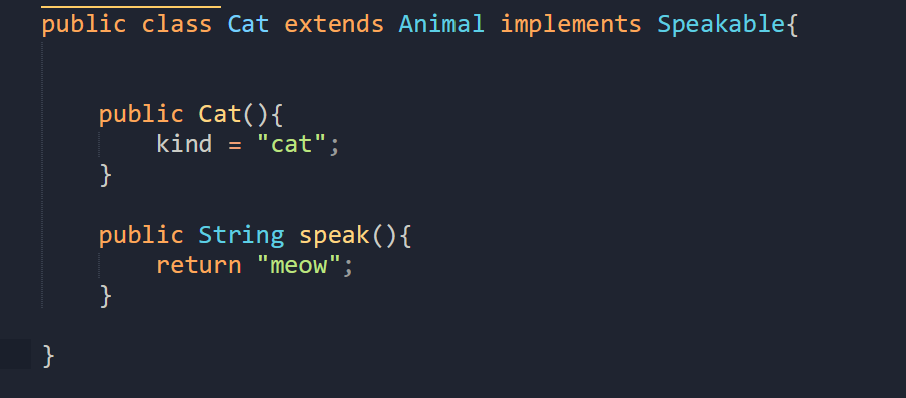 public class Cat extends Animal implements Speakable{
    public Cat(){
        kind = "cat";
    }
    public String speak(){
        return "meow";
    }
}